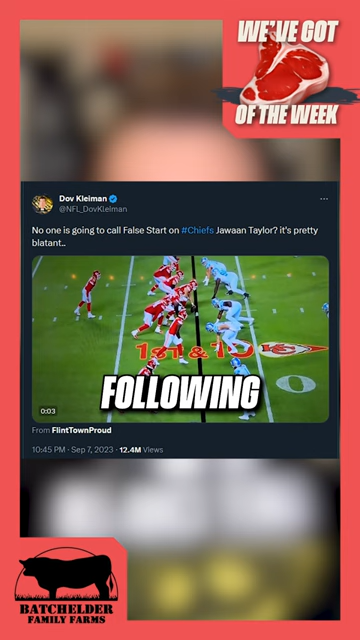 WE'VE GOT
OF THE WEEK
Dov Kleiman
@NFL_DovKleiman
No one is going to call False Start on #Chiefs Jawaan Taylor? it's pretty
blatant..
1ST & 10
FOLLOWING
0:03
From FlintTownProud
10:45 PM · Sep 7, 2023 · 12.4M Views
BATCHELDER
FAMILY FARMS